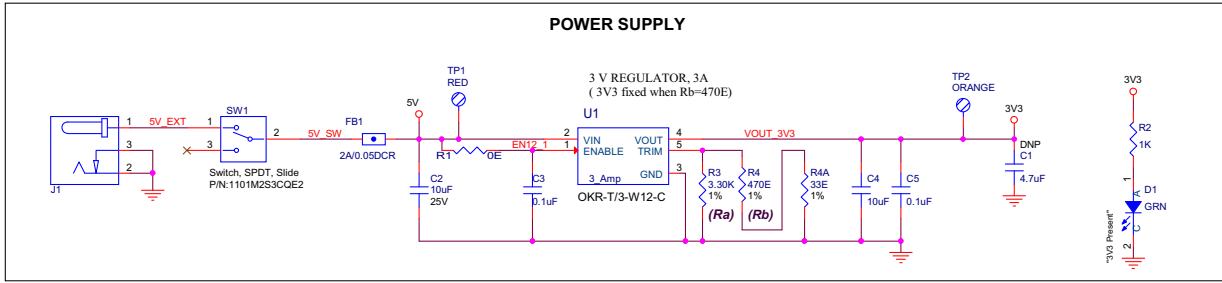 POWER SUPPLY
J1
1
3
2
5V_EXT
SW1
1
3
2
Switch, SPDT, Slide
P/N:1101M2S3CQE2
5V_SW
FB1
2A/0.05DCR
5V
TP1
RED
R1
0E
EN12_1
C2
10uF
25V
C3
0.1uF
3 V REGULATOR, 3A
( 3V3 fixed when Rb=470E)
U1
2
1
VIN
ENABLE
VOUT
TRIM
GND
3_Amp
4
5
3
OKR-T/3-W12-C
VOUT_3V3
R3
3.30K
1%
(Ra)
R4
470E
1%
(Rb)
R4A
33E
1%
C4
10uF
C5
0.1uF
TP2
ORANGE
3V3
DNP
C1
4.7uF
3V3
R2
1K
1
D1
A
GRN
C
2
"3V3 Present"